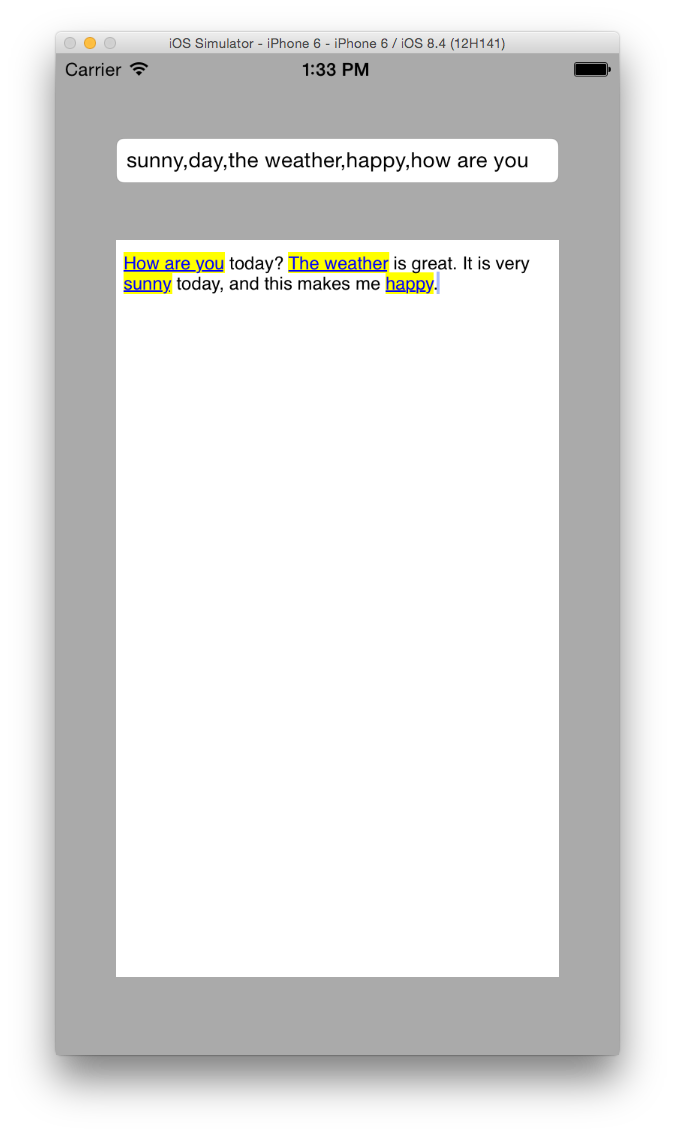 iOS Simulator - iPhone 6 - iPhone 6 / iOS 8.4 (12H141)
Carrier 1:33 PM
sunny,day,the weather,happy,how are you
How are you today? The weather is great. It is very
sunny today, and this makes me happy.